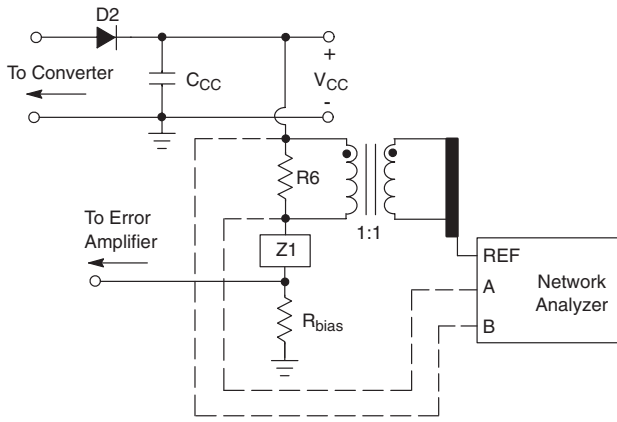 D2
To Converter
C_CC
+
V_CC
-
R6
1:1
To Error
Amplifier
Z1
R_bias
REF
A
B
Network
Analyzer